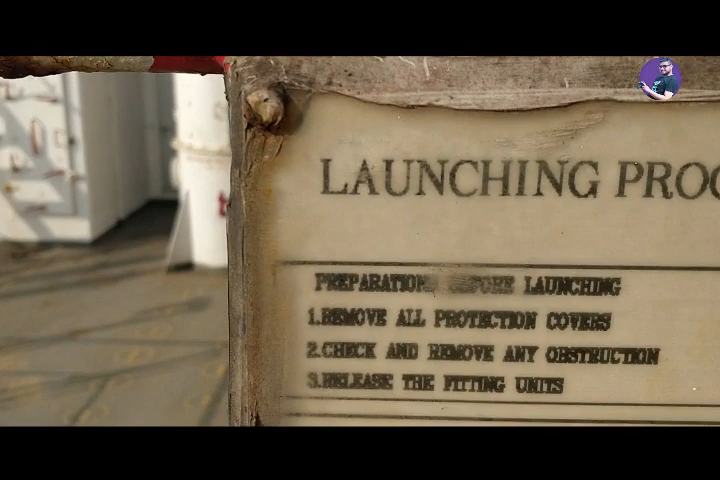 LAUNCHING PROC
PREPARATION BEFORE LAUNCHING
1.REMOVE ALL PROTECTION COVERS
2.CHECK AND REMOVE ANY OBSTRUCTION
3.RELEASE THE FITTING UNITS